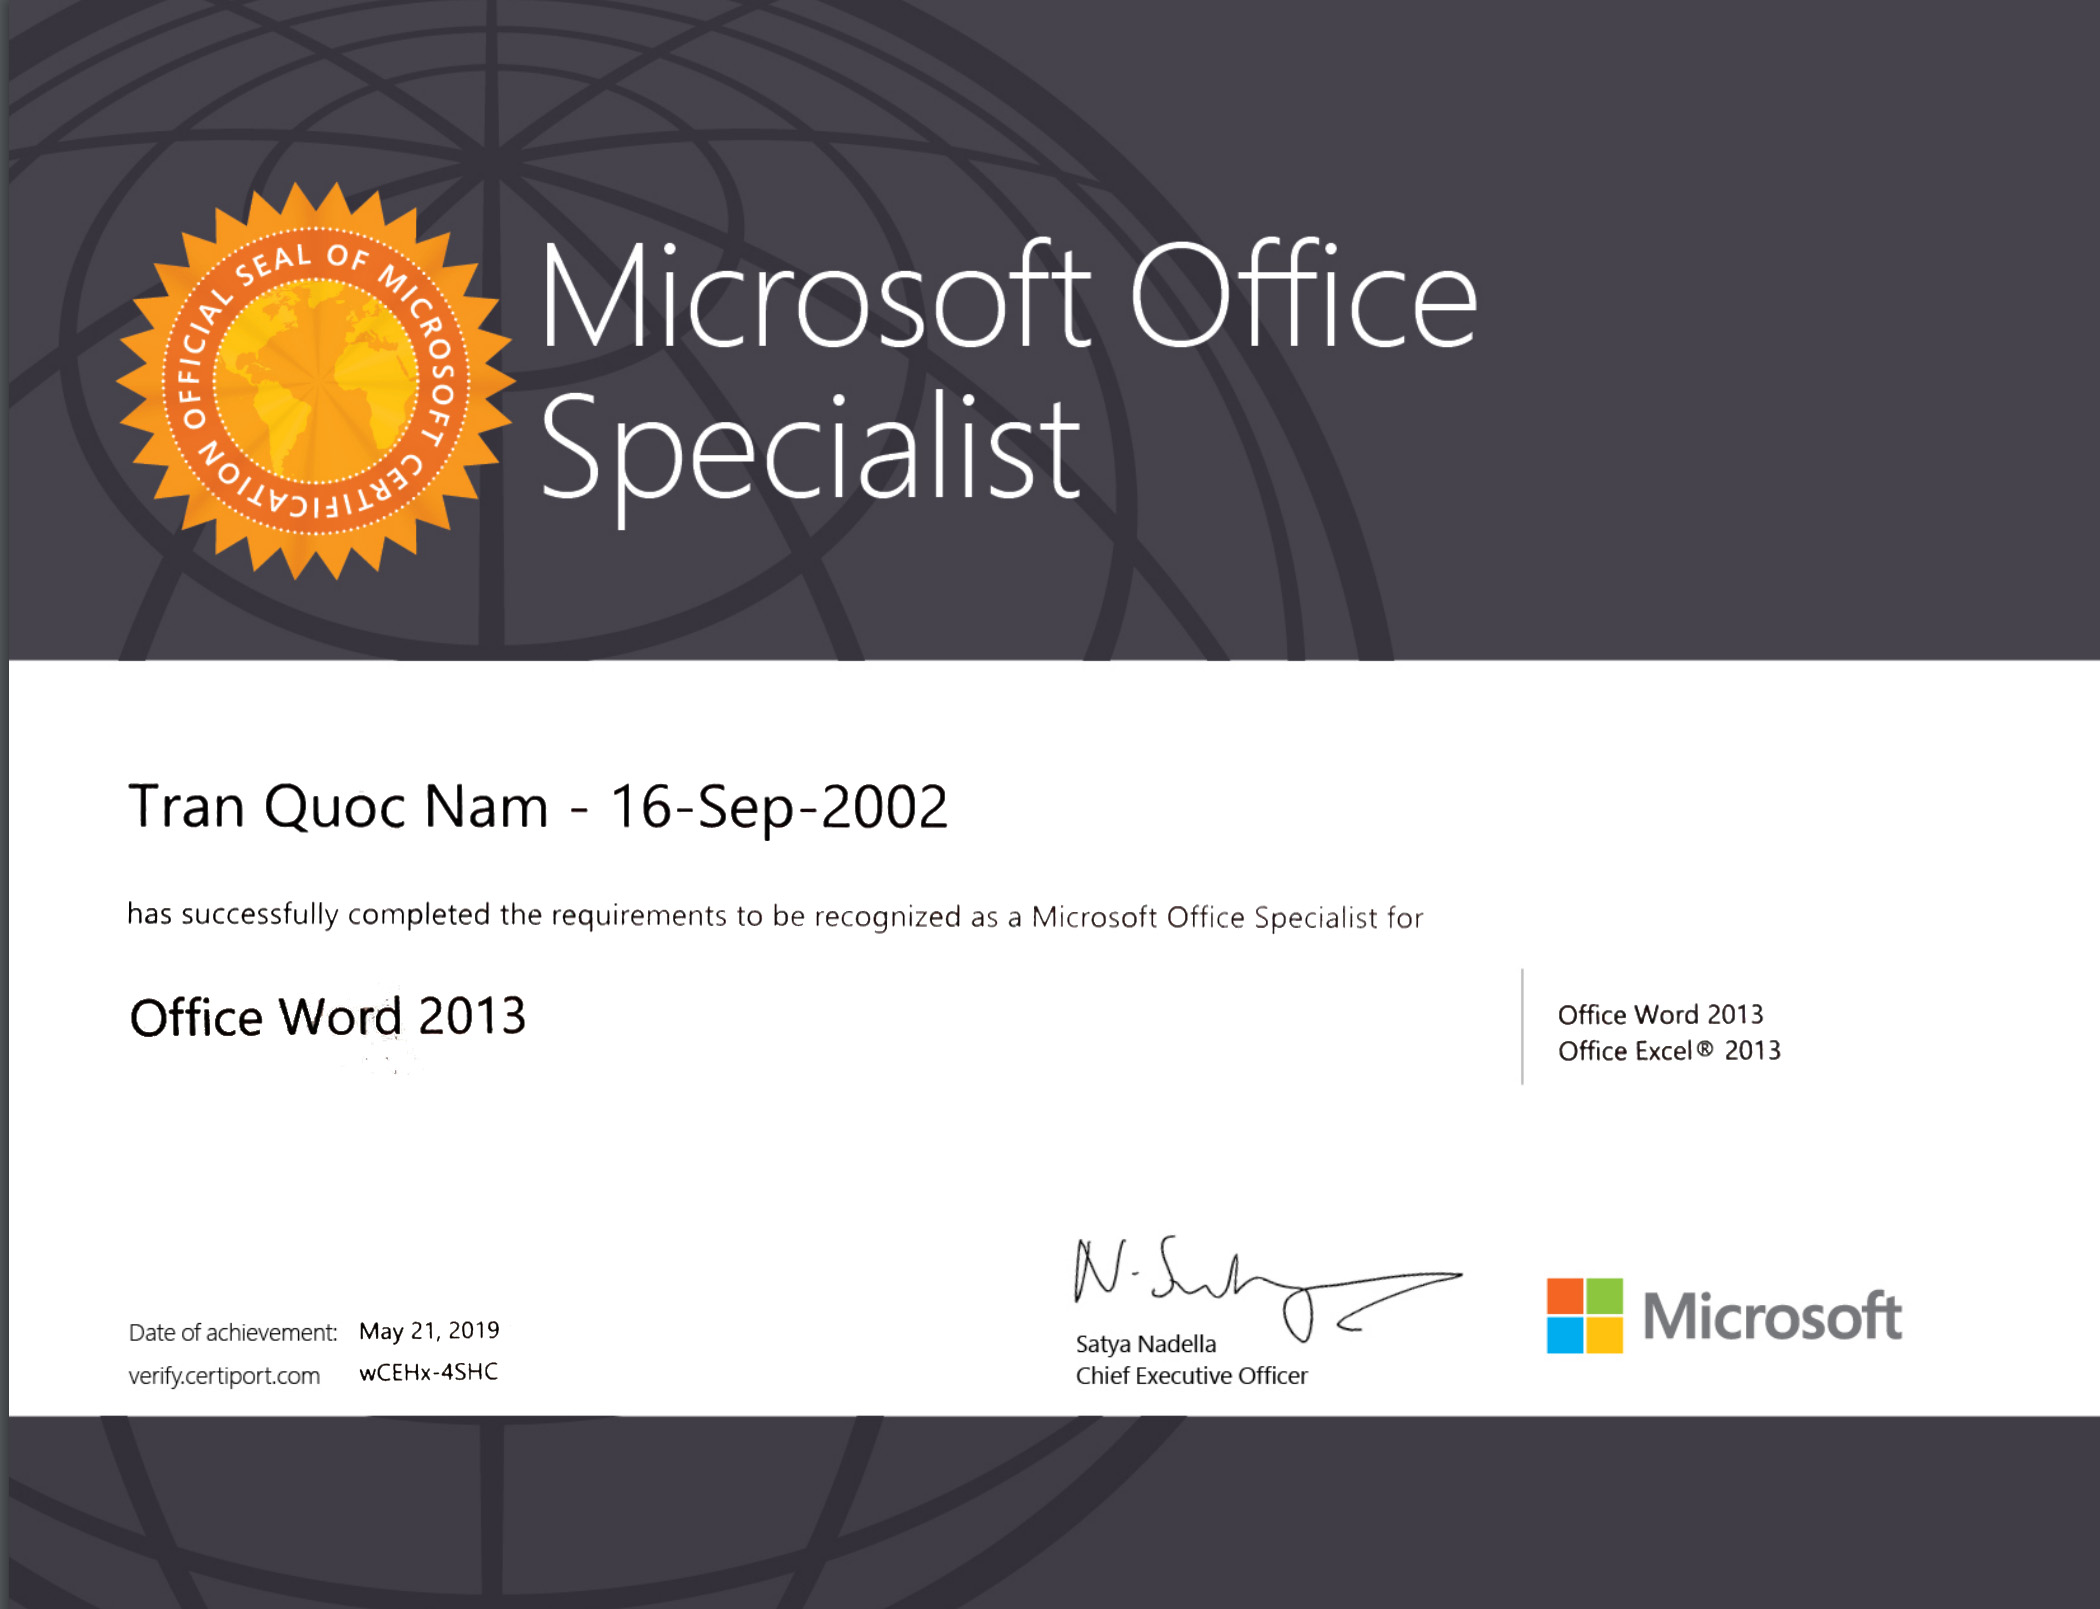 OFFICIAL SEAL OF MICROSOFT CERTIFICATION
Microsoft Office
Specialist
Tran Quoc Nam - 16-Sep-2002
has successfully completed the requirements to be recognized as a Microsoft Office Specialist for
Office Word 2013
Office Word 2013
Office Excel® 2013
N. Satya
Satya Nadella
Chief Executive Officer
Microsoft
Date of achievement: May 21, 2019
verify.certiport.com wCEHx-4SHC